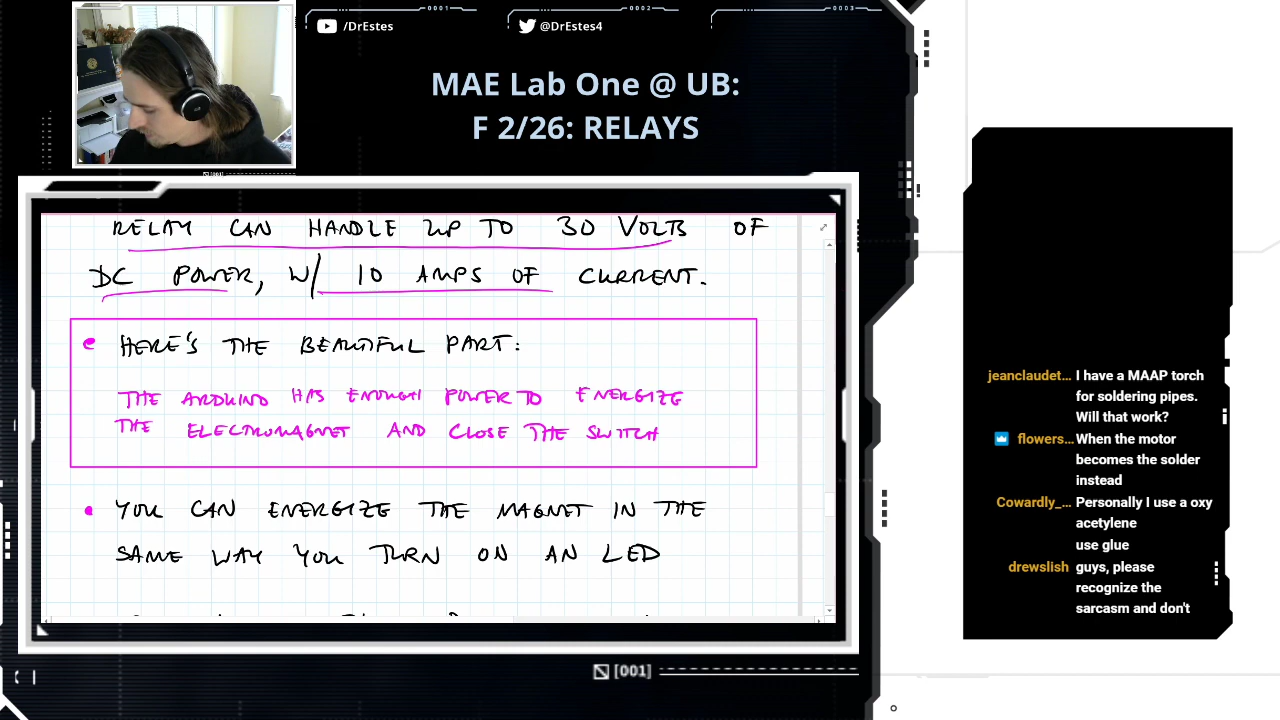 0001
0002
0003
/DrEstes
@DrEstes4
MAE Lab One @ UB:
F 2/26: RELAYS
[001]
RELAY CAN HANDLE UP TO 30 VOLTS OF
DC POWER, W/ 10 AMPS OF CURRENT.
HERE'S THE BEAUTIFUL PART:
THE ARDUINO HAS ENOUGH POWER TO ENERGIZE
THE ELECTROMAGNET AND CLOSE THE SWITCH
YOU CAN ENERGIZE THE MAGNET IN THE
SAME WAY YOU TURN ON AN LED
[001]
jeanclaudet... I have a MAAP torch
for soldering pipes.
Will that work?
flowers... When the motor
becomes the solder
instead
Cowardly_... Personally I use a oxy
acetylene
use glue
drewslish guys, please
recognize the
sarcasm and don't